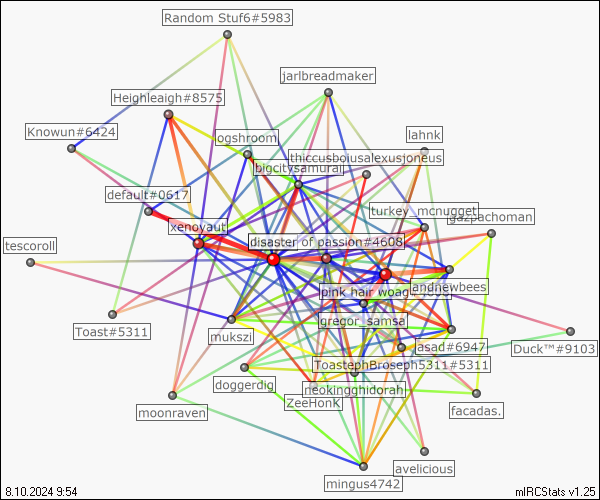 Random Stuf6#5983
jarlbreadmaker
Heighleaigh#8575
Knowun#6424
ogshroom
lahnk
thiccusboiusalexusjoneus
bigcitysamurai
default#0617
turkey_mcnugget
gazpachoman
xenoyaut
disaster of passion#4608
tescoroll
andnewbees
pink hair
gregor_samsa
Toast#5311
mukszi
asad#6947
Duck™#9103
ToastephBroseph5311#5311
doggerdig
neokingghidorah
ZeeHonK
moonraven
facadas.
avelicious
mingus4742
8.10.2024 9:54
mIRCStats v1.25